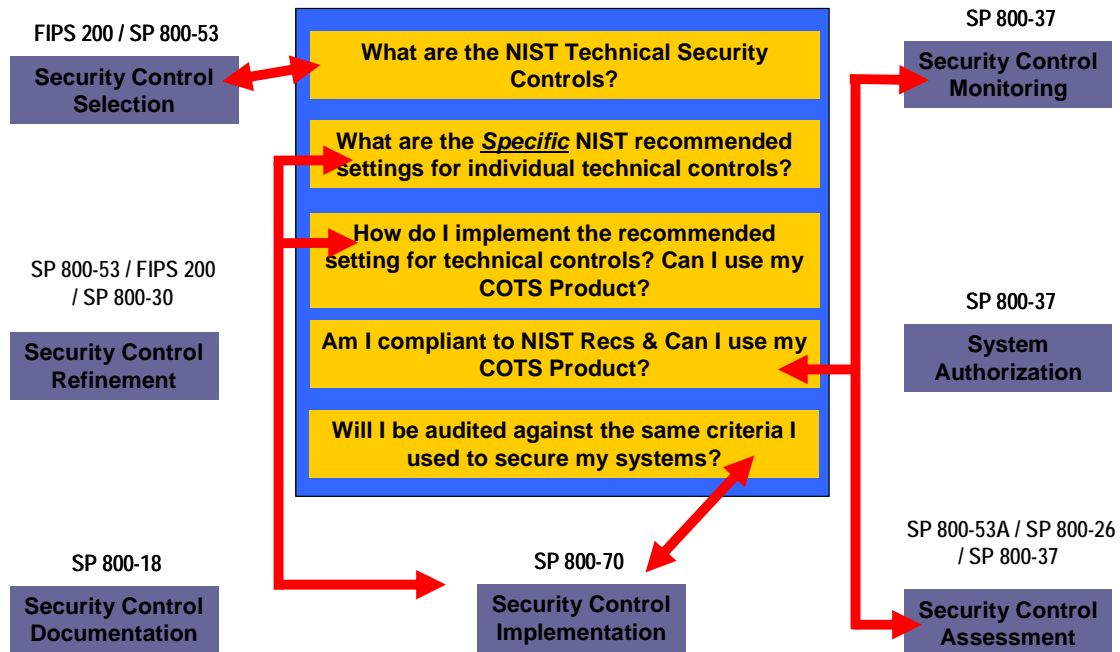 FIPS 200 / SP 800-53
Security Control
Selection
What are the NIST Technical Security
Controls?
SP 800-37
Security Control
Monitoring
What are the Specific NIST recommended
settings for individual technical controls?
How do I implement the recommended
setting for technical controls? Can I use my
COTS Product?
SP 800-53 / FIPS 200
/ SP 800-30
Security Control
Refinement
Am I compliant to NIST Recs & Can I use my
COTS Product?
SP 800-37
System
Authorization
Will I be audited against the same criteria I
used to secure my systems?
SP 800-18
Security Control
Documentation
SP 800-70
Security Control
Implementation
SP 800-53A / SP 800-26
/ SP 800-37
Security Control
Assessment